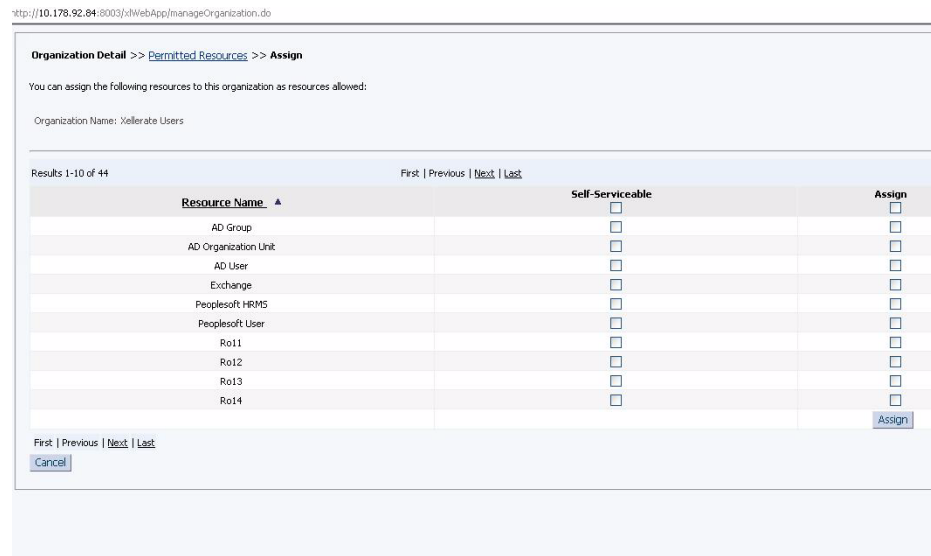 http://10.178.92.84:8003/xlWebApp/manageOrganization.do
Organization Detail >> Permitted Resources >> Assign
You can assign the following resources to this organization as resources allowed:
Organization Name: Xellerate Users
Results 1-10 of 44 First | Previous | Next | Last
Resource Name Self-Serviceable Assign
AD Group
AD Organization Unit
AD User
Exchange
Peoplesoft HRMS
Peoplesoft User
Ro11
Ro12
Ro13
Ro14
Assign
First | Previous | Next | Last
Cancel